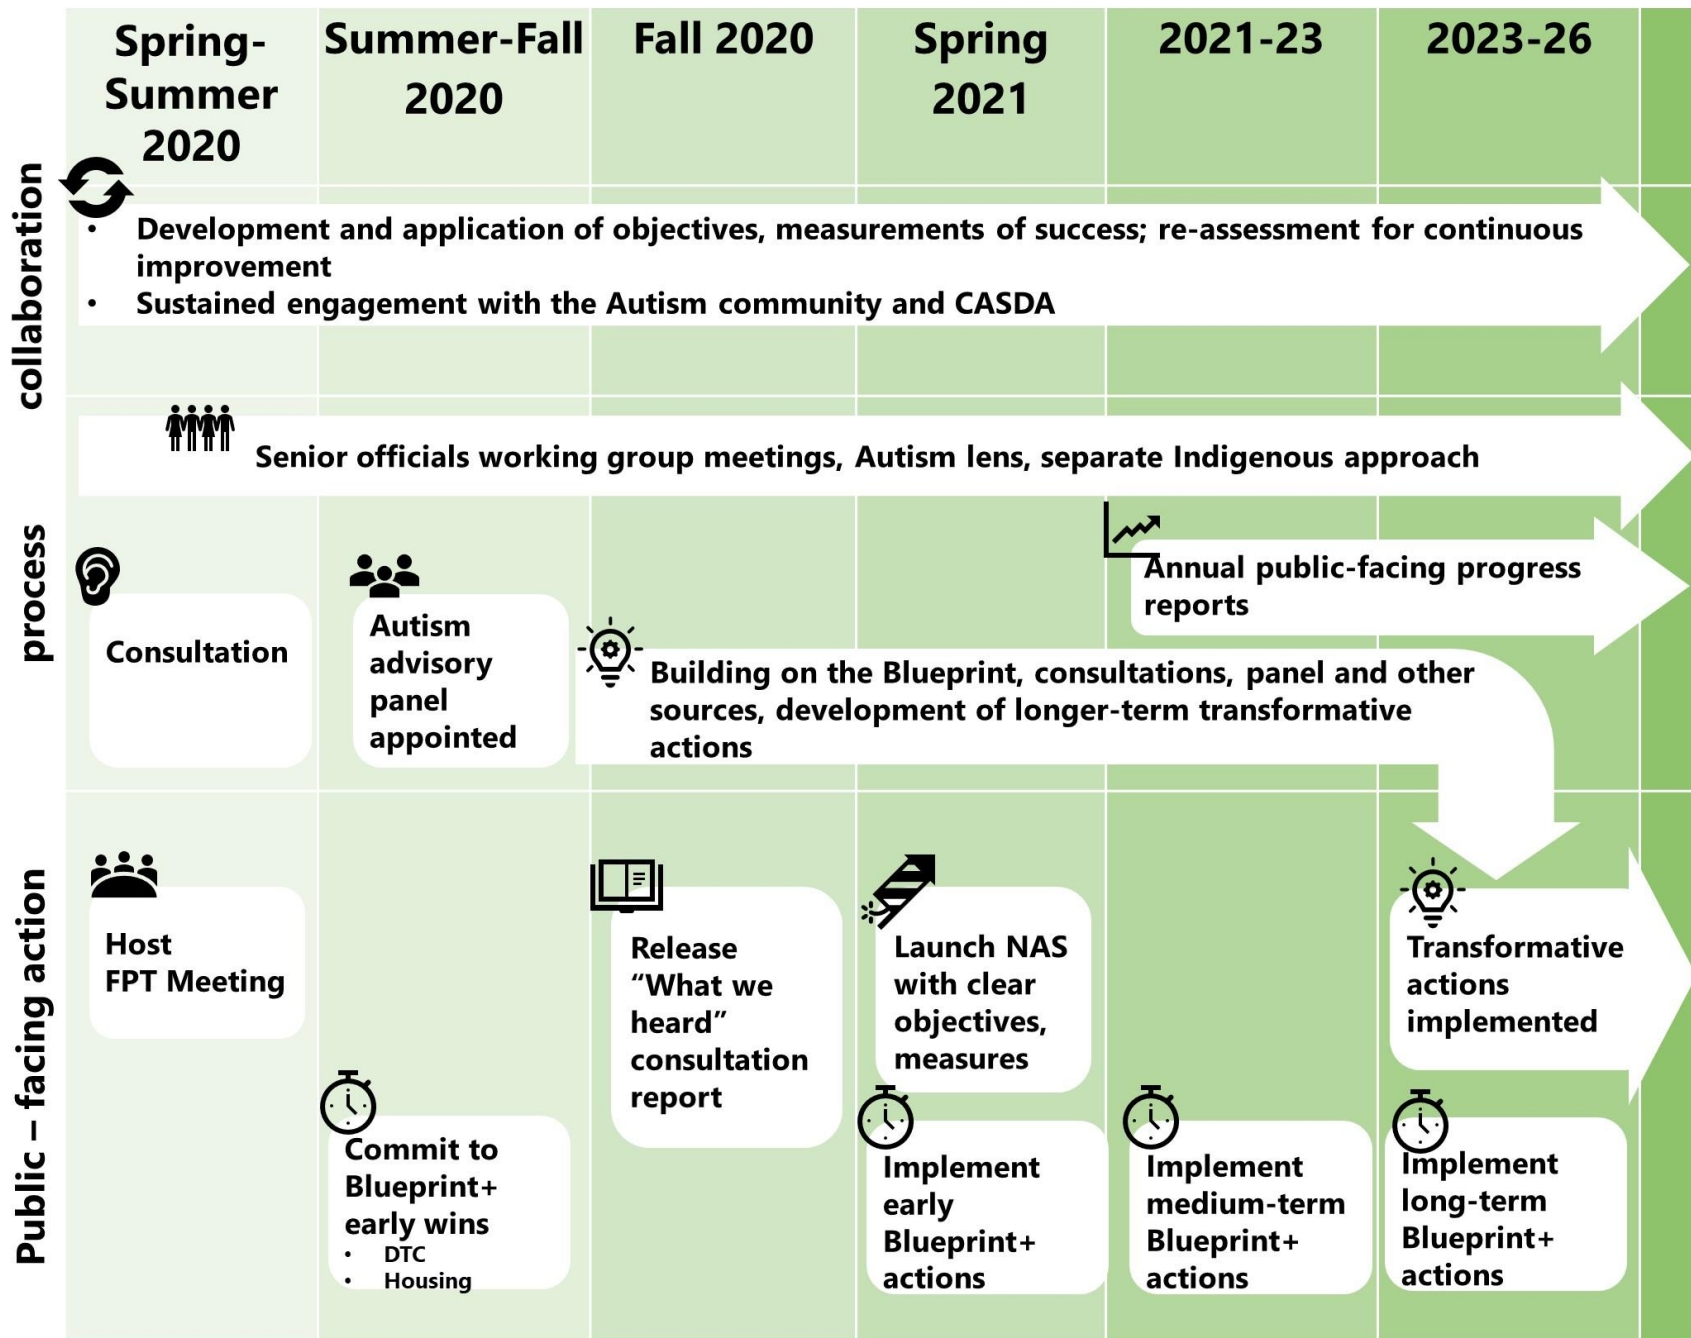 Spring-
Summer
2020
Summer-Fall
2020
Fall 2020
Spring
2021
2021-23
2023-26
collaboration
• Development and application of objectives, measurements of success; re-assessment for continuous
improvement
• Sustained engagement with the Autism community and CASDA
process
Senior officials working group meetings, Autism lens, separate Indigenous approach
Annual public-facing progress
reports
Consultation
Autism
advisory
panel
appointed
Building on the Blueprint, consultations, panel and other
sources, development of longer-term transformative
actions
Public – facing action
Host
FPT Meeting
Release
“What we
heard”
consultation
report
Launch NAS
with clear
objectives,
measures
Transformative
actions
implemented
Commit to
Blueprint+
early wins
• DTC
• Housing
Implement
early
Blueprint+
actions
Implement
medium-term
Blueprint+
actions
Implement
long-term
Blueprint+
actions